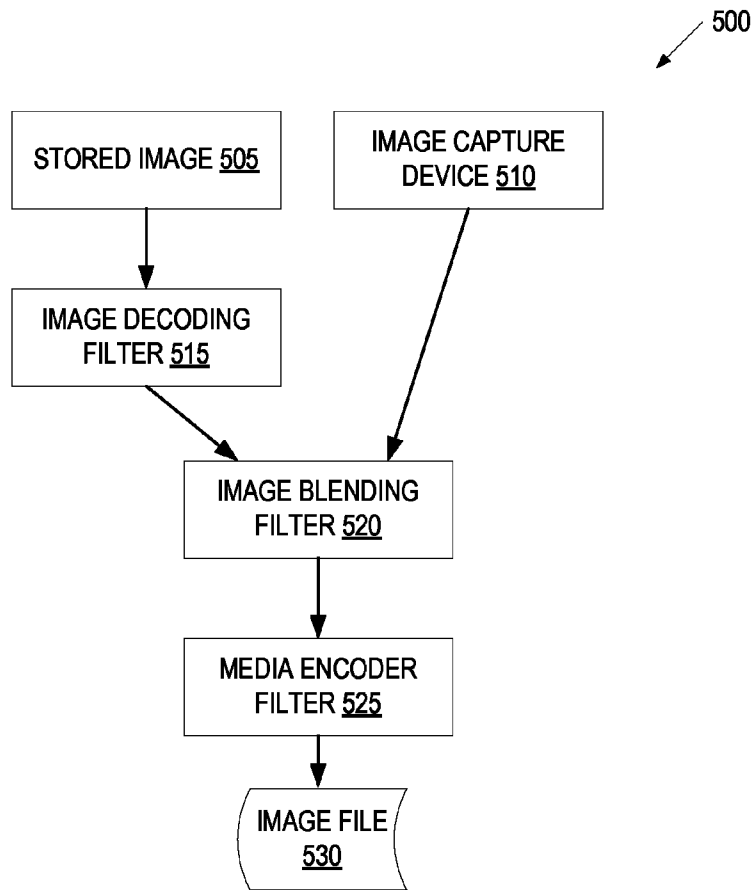 500
STORED IMAGE 505
IMAGE CAPTURE
DEVICE 510
IMAGE DECODING
FILTER 515
IMAGE BLENDING
FILTER 520
MEDIA ENCODER
FILTER 525
IMAGE FILE
530